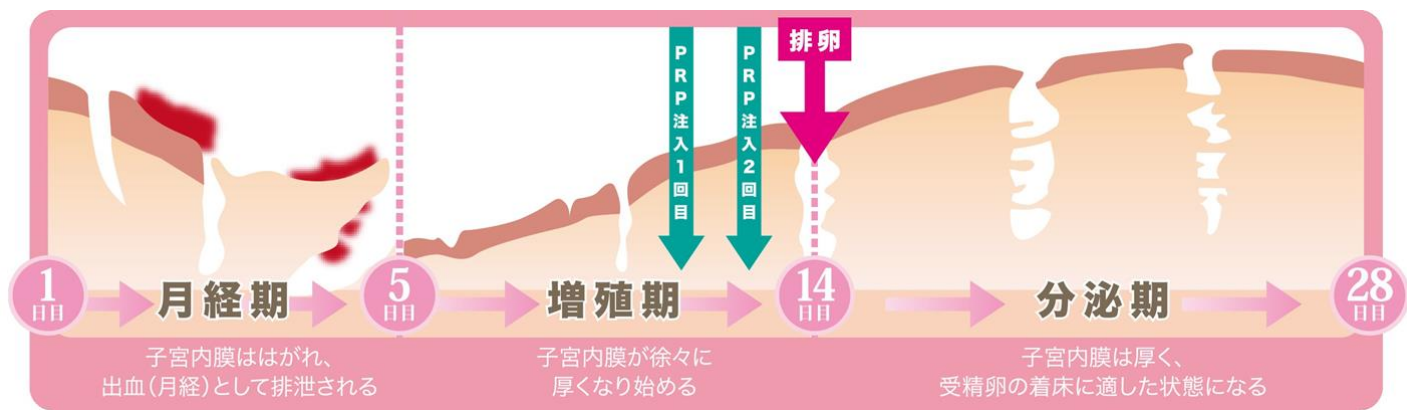 PRP注入1回目
PRP注入2回目
排卵
1日目
月経期
5日目
増殖期
14日目
分泌期
28日目
子宮内膜ははがれ、
出血(月経)として排泄される
子宮内膜が徐々に
厚くなり始める
子宮内膜は厚く、
受精卵の着床に適した状態になる